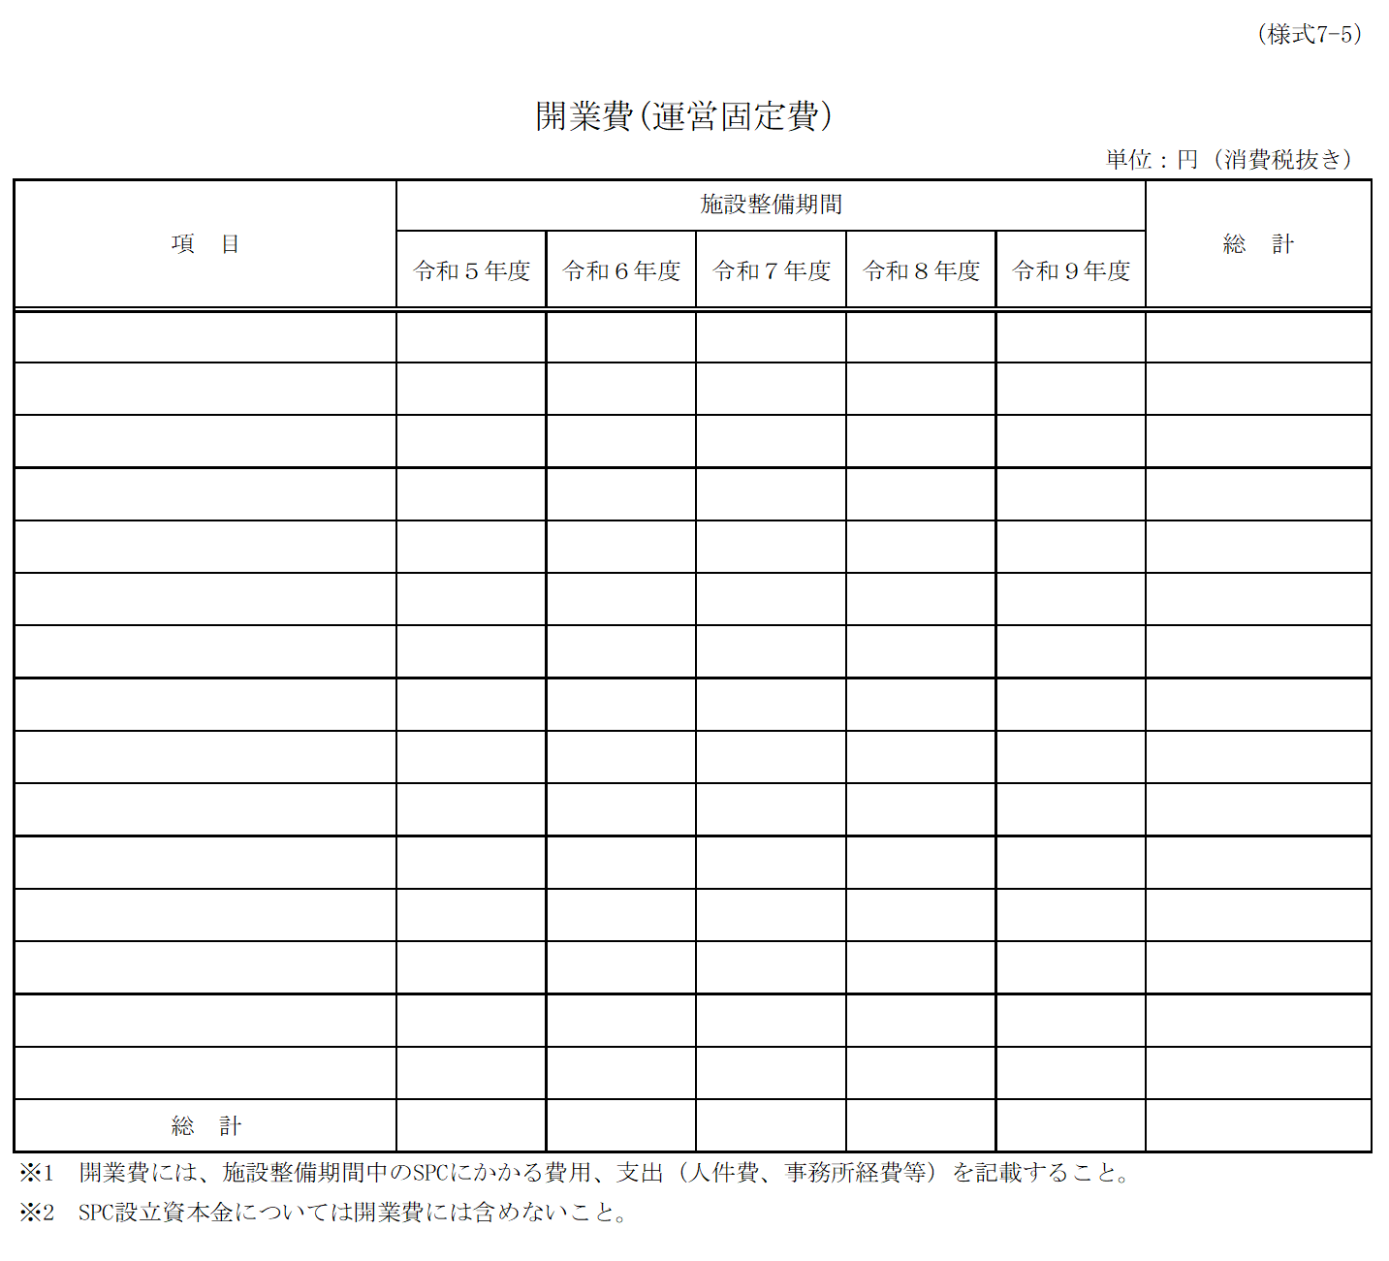 （様式7-5）
開業費(運営固定費)
単位：円（消費税抜き）
項　目
施設整備期間
総　計
令和５年度
令和６年度
令和７年度
令和８年度
令和９年度
総　計
※1　開業費には、施設整備期間中のSPCにかかる費用、支出（人件費、事務所経費等）を記載すること。
※2　SPC設立資本金については開業費には含めないこと。